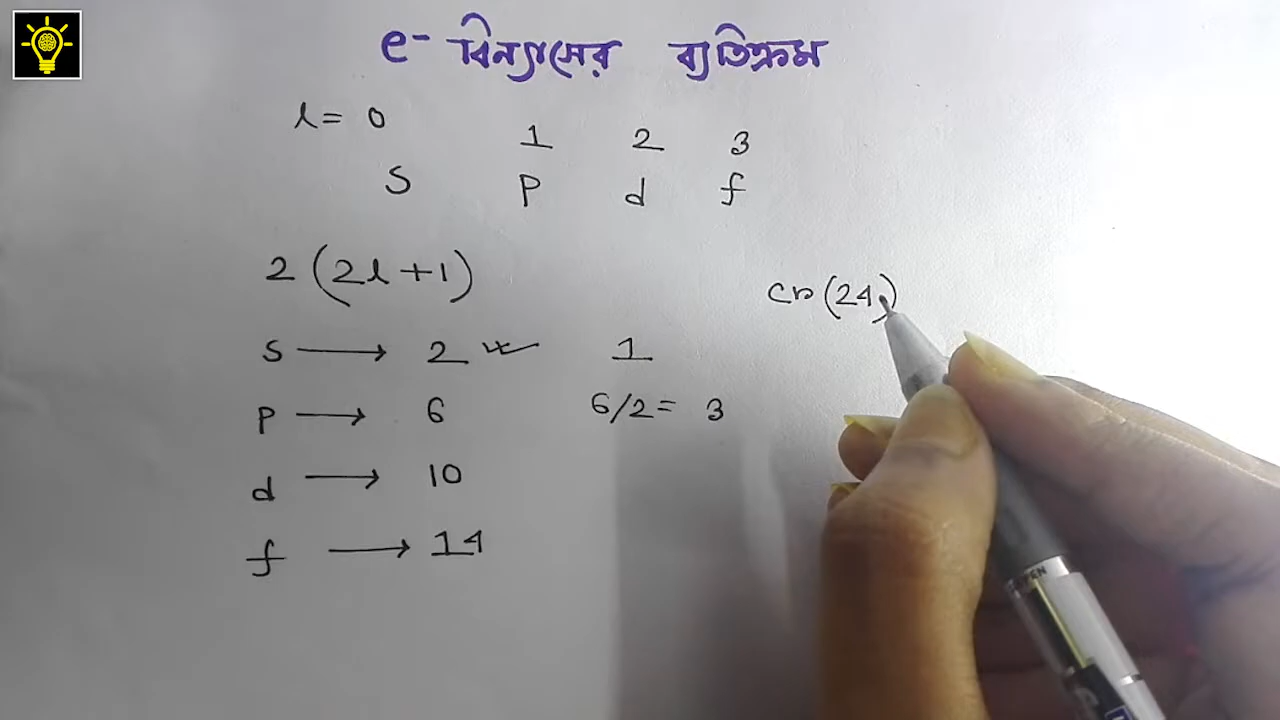 e- বিন্যাসের ব্যতিক্রম
l = 0 1 2 3
S P d f
2 (2l + 1)
Cr (24)
s → 2 1
P → 6 6/2 = 3
d → 10
f → 14